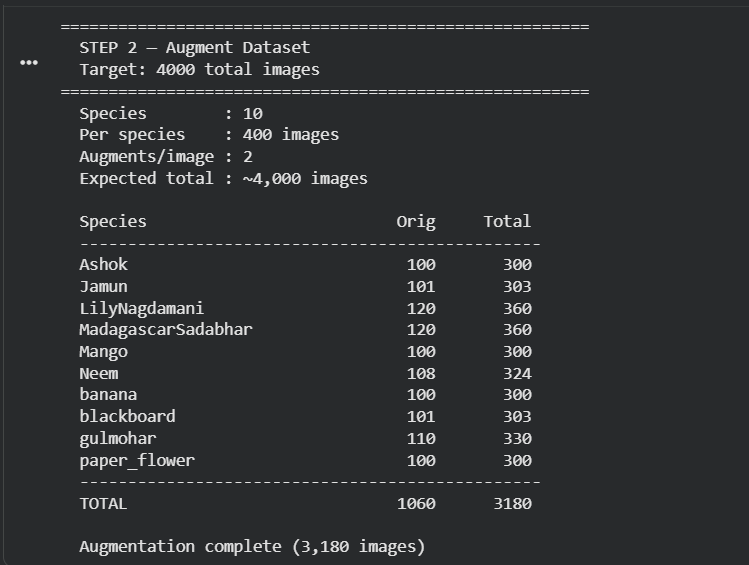 =======================================================
STEP 2 — Augment Dataset
Target: 4000 total images
=======================================================
Species : 10
Per species : 400 images
Augments/image : 2
Expected total : ~4,000 images
Species Orig Total
------------------------------------------------
Ashok 100 300
Jamun 101 303
LilyNagdamani 120 360
MadagascarSadabhar 120 360
Mango 100 300
Neem 108 324
banana 100 300
blackboard 101 303
gulmohar 110 330
paper_flower 100 300
------------------------------------------------
TOTAL 1060 3180
Augmentation complete (3,180 images)